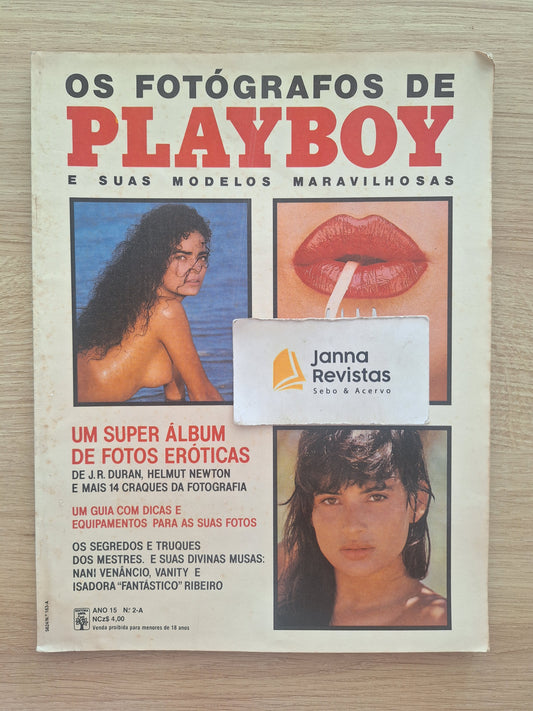 OS FOTÓGRAFOS DE
PLAYBOY
E SUAS MODELOS MARAVILHOSAS
Janna
Revistas
Sebo & Acervo
UM SUPER ÁLBUM
DE FOTOS ERÓTICAS
DE J.R. DURAN, HELMUT NEWTON
E MAIS 14 CRAQUES DA FOTOGRAFIA
UM GUIA COM DICAS E
EQUIPAMENTOS PARA AS SUAS FOTOS
OS SEGREDOS E TRUQUES
DOS MESTRES. E SUAS DIVINAS MUSAS:
NANI VENÂNCIO, VANITY E
ISADORA "FANTÁSTICO" RIBEIRO
ANO 15 N.º 2-A
NCz$ 4,00
Venda proibida para menores de 18 anos